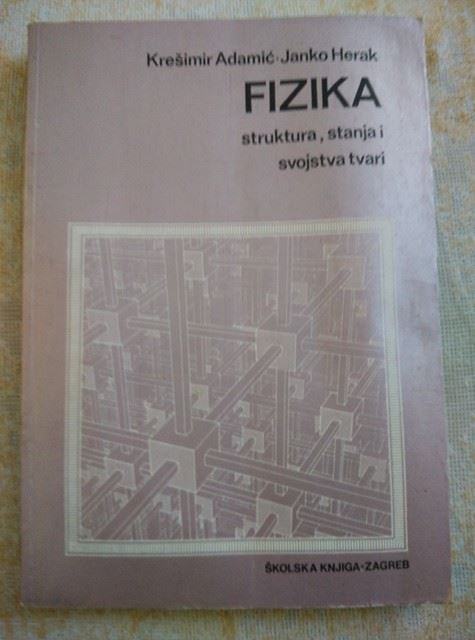 Krešimir Adamić·Janko Herak
FIZIKA
struktura, stanja i
svojstva tvari
ŠKOLSKA KNJIGA-ZAGREB